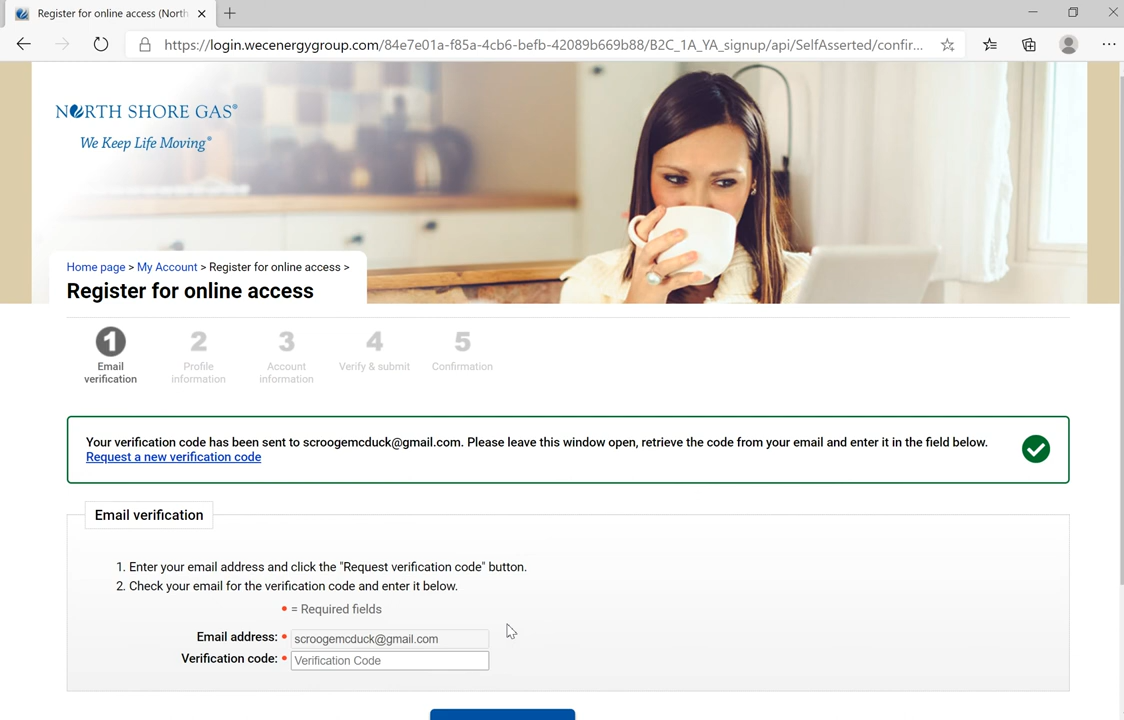 Register for online access (North
https://login.wecenergygroup.com/84e7e01a-f85a-4cb6-befb-42089b669b88/B2C_1A_YA_signup/api/SelfAsserted/confir...
NORTH SHORE GAS®
We Keep Life Moving®
Home page > My Account > Register for online access >
Register for online access
1 2 3 4 5
Email verification
Profile information
Account information
Verify & submit
Confirmation
Your verification code has been sent to scroogemcduck@gmail.com. Please leave this window open, retrieve the code from your email and enter it in the field below.
Request a new verification code
Email verification
1. Enter your email address and click the "Request verification code" button.
2. Check your email for the verification code and enter it below.
• = Required fields
Email address: • scroogemcduck@gmail.com
Verification code: • Verification Code